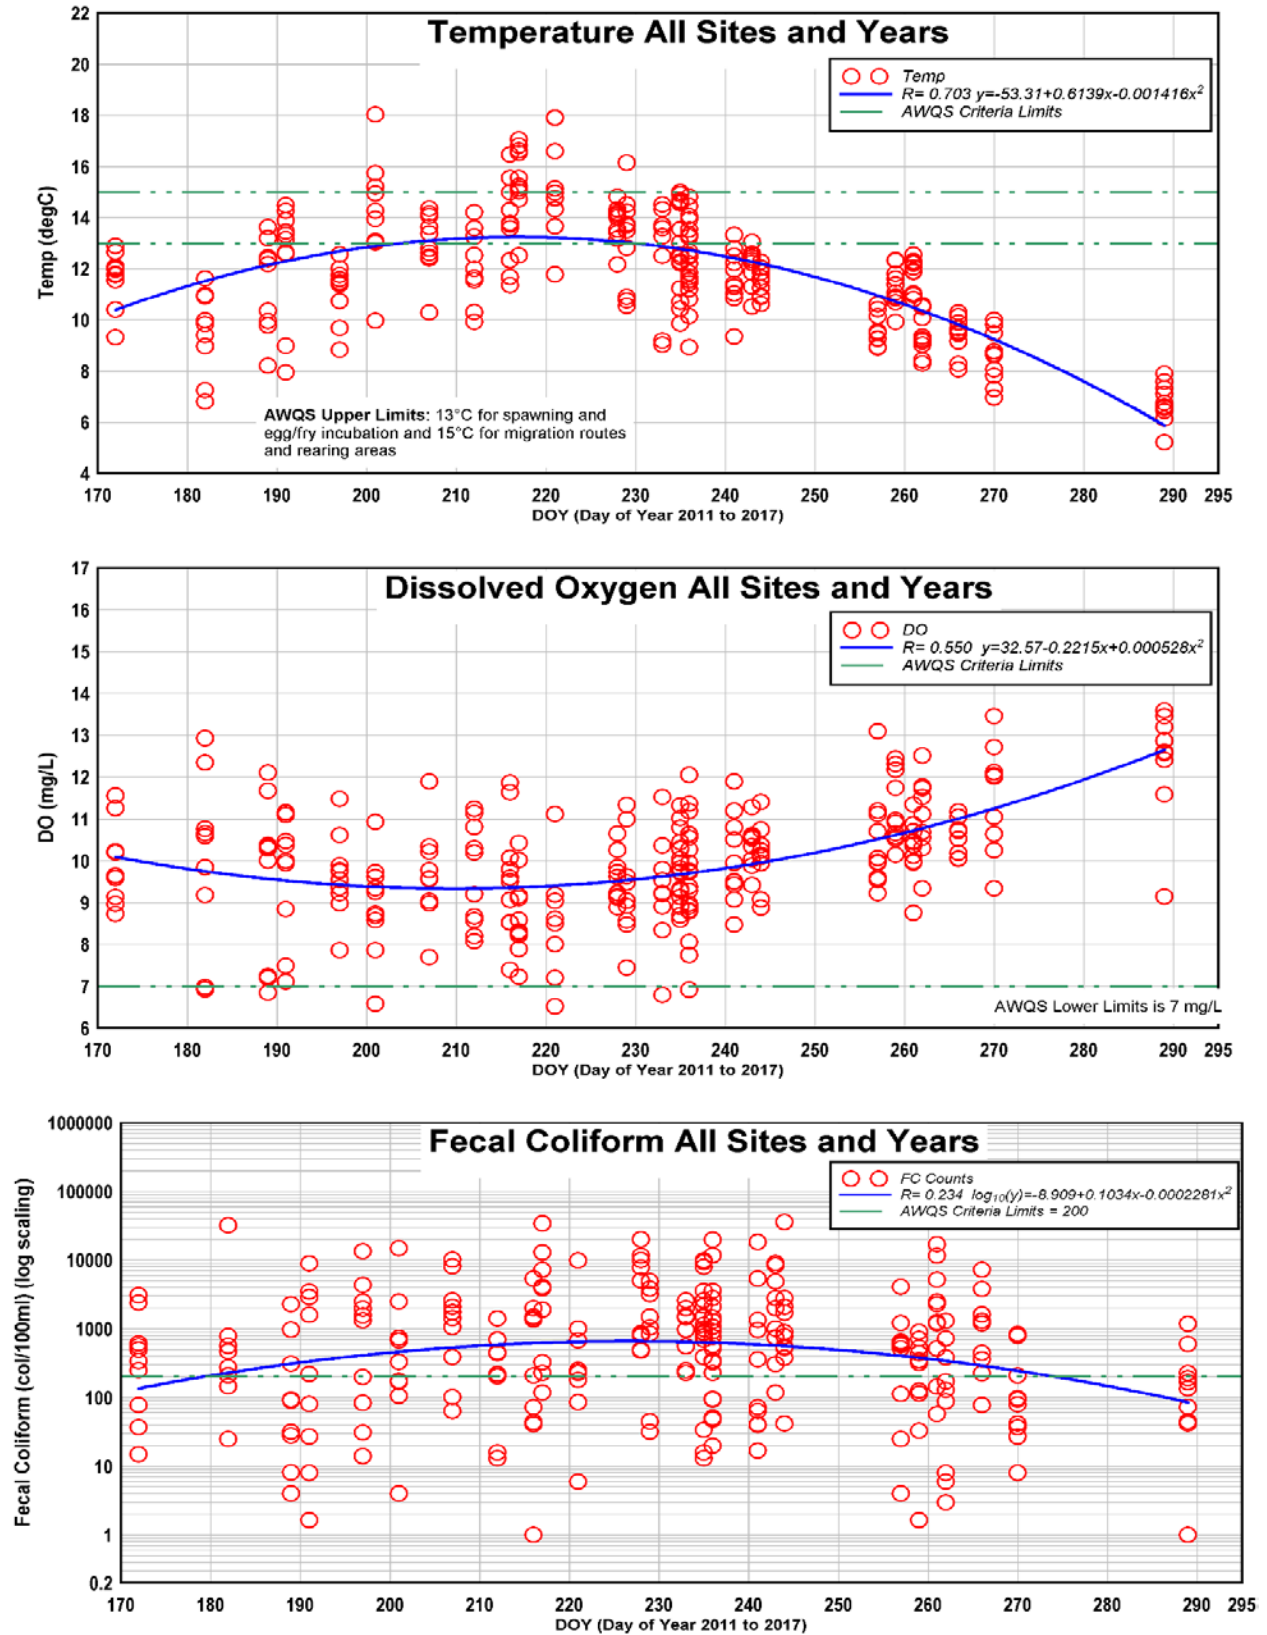 Temperature All Sites and Years
Temp
R= 0.703 y=-53.31+0.6139x-0.001416x²
AWQS Criteria Limits
22
20
18
16
14
12
10
8
6
4
Temp (degC)
AWQS Upper Limits: 13°C for spawning and
egg/fry incubation and 15°C for migration routes
and rearing areas
170 180 190 200 210 220 230 240 250 260 270 280 290 295
DOY (Day of Year 2011 to 2017)
Dissolved Oxygen All Sites and Years
DO
R= 0.550 y=32.57-0.2215x+0.000528x²
AWQS Criteria Limits
17
16
15
14
13
12
11
10
9
8
7
6
DO (mg/L)
AWQS Lower Limits is 7 mg/L
170 180 190 200 210 220 230 240 250 260 270 280 290 295
DOY (Day of Year 2011 to 2017)
Fecal Coliform All Sites and Years
FC Counts
R= 0.234 log₁₀(y)=-8.909+0.1034x-0.0002281x²
AWQS Criteria Limits = 200
1000000
100000
10000
1000
100
10
1
0.2
Fecal Coliform (col/100ml) (log scaling)
170 180 190 200 210 220 230 240 250 260 270 280 290 295
DOY (Day of Year 2011 to 2017)